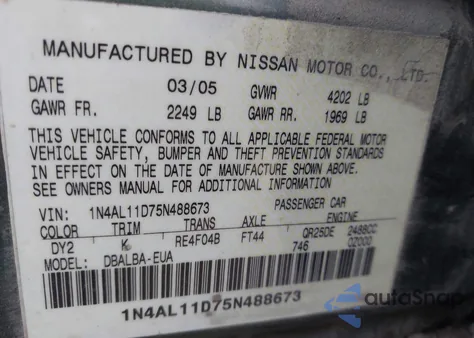 MANUFACTURED BY NISSAN MOTOR CO., LTD.
DATE 03/05 GVWR 4202 LB
GAWR FR. 2249 LB GAWR RR. 1969 LB
THIS VEHICLE CONFORMS TO ALL APPLICABLE FEDERAL MOTOR
VEHICLE SAFETY, BUMPER AND THEFT PREVENTION STANDARDS
IN EFFECT ON THE DATE OF MANUFACTURE SHOWN ABOVE.
SEE OWNERS MANUAL FOR ADDITIONAL INFORMATION
VIN: 1N4AL11D75N488673 PASSENGER CAR
COLOR TRIM TRANS AXLE ENGINE
DY2 K RE4F04B FT44 QR25DE 2488CC
746 0Z000
MODEL: DBALBA-EUA
1N4AL11D75N488673
autoSnap